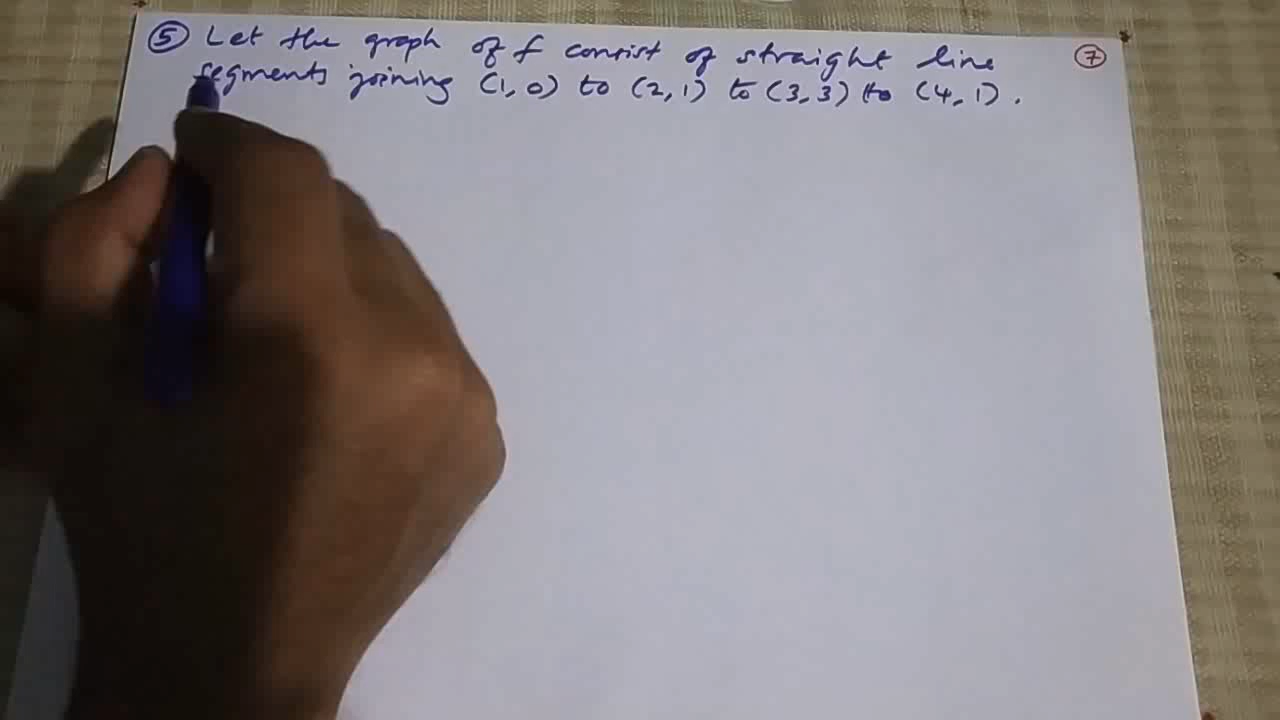 ⑤ Let the graph of f consist of straight line ⑦
segments joining (1, 0) to (2, 1) to (3, 3) to (4, 1).